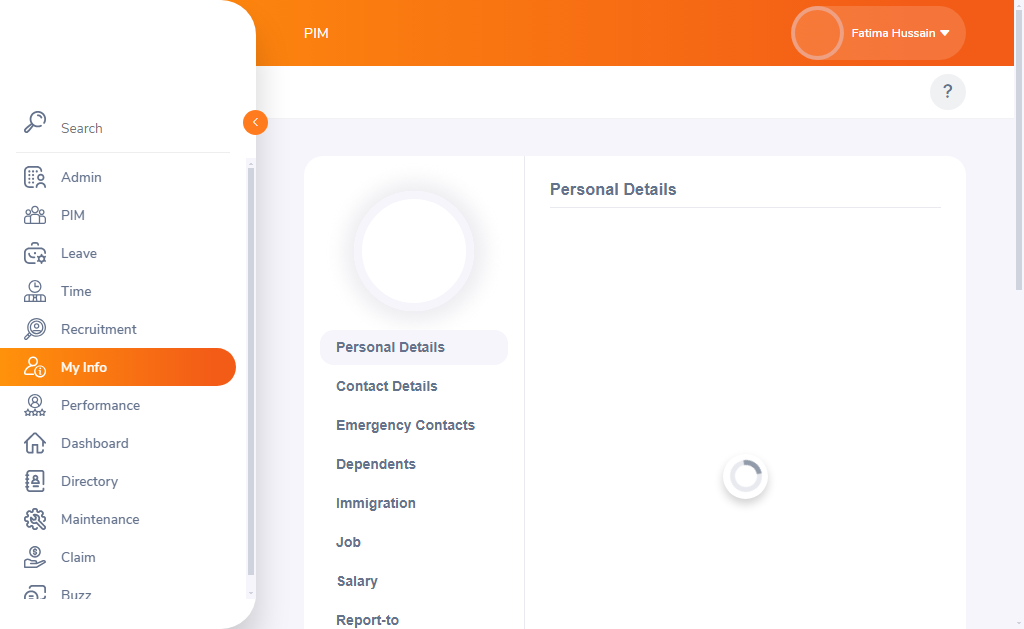 PIM
Fatima Hussain
?
Search
Admin
PIM
Leave
Time
Recruitment
My Info
Performance
Dashboard
Directory
Maintenance
Claim
Buzz
Personal Details
Contact Details
Emergency Contacts
Dependents
Immigration
Job
Salary
Report-to
Personal Details